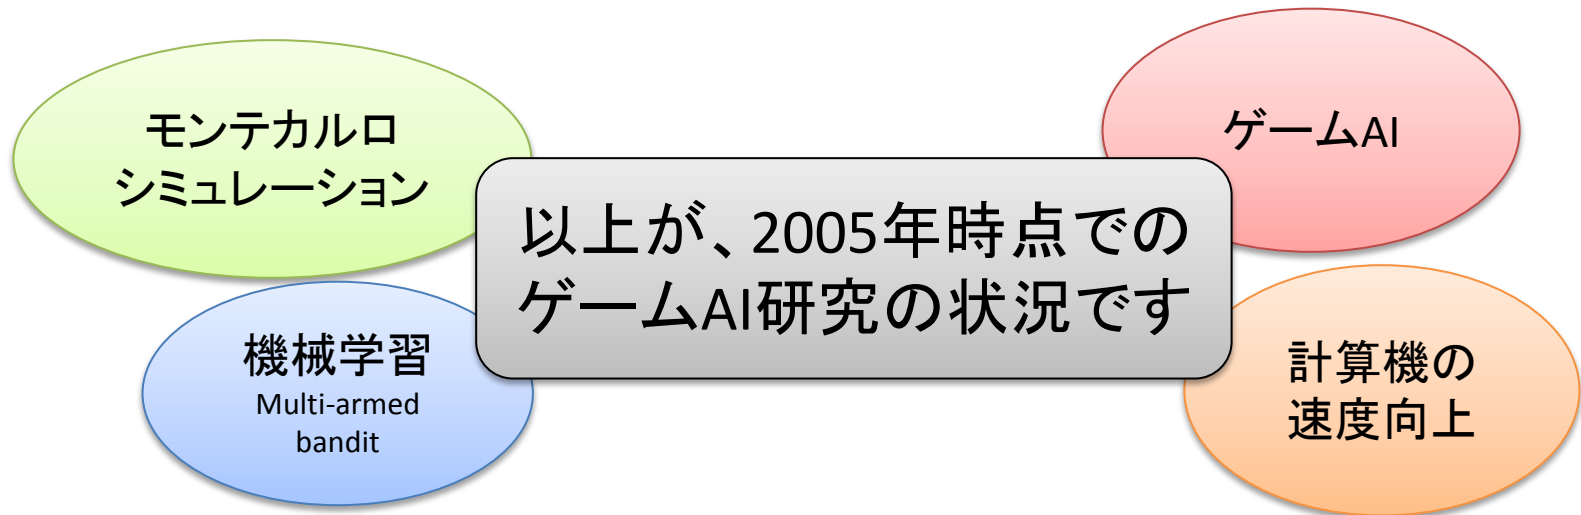 モンテカルロ
シミュレーション
ゲームAI
以上が、2005年時点での
ゲームAI研究の状況です
機械学習
Multi-armed
bandit
計算機の
速度向上